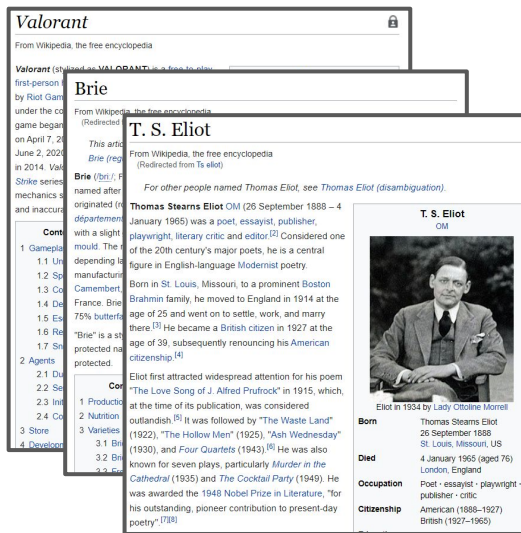 Valorant
From Wikipedia, the free encyclopedia
Valorant (stylized as VALORANT) is a free-to-play
first-person
by Riot Gam
under the co
game began
on April 7, 20
June 2, 2020
in 2014. Valo
Strike series
mechanics s
and inaccura
Cont
1 Gameplay
1.1 Un
1.2 Sp
1.3 
1.4 De
1.5 Es
1.6 Re
1.7 Sn
2 Agents
2.1 Du
2.2 Se
2.3 Init
2.4 Co
3 Store
4 Developm
Brie
From Wikipedia, the free encyclopedia
(Redirected
This artic
Brie (reg
Brie (/briː/; F
named after
originated (r
département
with a slight
mould. The r
depending la
manufacturin
Camembert,
France. Brie
75% butterfa
"Brie" is a sty
protected na
protected.
Con
1 Productio
2 Nutrition
3 Varieties
3.1 Brie
3.2 Brie
3.3 Fre
T. S. Eliot
From Wikipedia, the free encyclopedia
(Redirected from Ts eliot)
For other people named Thomas Eliot, see Thomas Eliot (disambiguation).
Thomas Stearns Eliot OM (26 September 1888 – 4
January 1965) was a poet, essayist, publisher,
playwright, literary critic and editor.[2] Considered one
of the 20th century's major poets, he is a central
figure in English-language Modernist poetry.
Born in St. Louis, Missouri, to a prominent Boston
Brahmin family, he moved to England in 1914 at the
age of 25 and went on to settle, work, and marry
there.[3] He became a British citizen in 1927 at the
age of 39, subsequently renouncing his American
citizenship.[4]
Eliot first attracted widespread attention for his poem
"The Love Song of J. Alfred Prufrock" in 1915, which,
at the time of its publication, was considered
outlandish.[5] It was followed by "The Waste Land"
(1922), "The Hollow Men" (1925), "Ash Wednesday"
(1930), and Four Quartets (1943).[6] He was also
known for seven plays, particularly Murder in the
Cathedral (1935) and The Cocktail Party (1949). He
was awarded the 1948 Nobel Prize in Literature, "for
his outstanding, pioneer contribution to present-day
poetry".[7][8]
T. S. Eliot
OM
Eliot in 1934 by Lady Ottoline Morrell
Born Thomas Stearns Eliot
26 September 1888
St. Louis, Missouri, US
Died 4 January 1965 (aged 76)
London, England
Occupation Poet · essayist · playwright ·
publisher · critic
Citizenship American (1888–1927)
British (1927–1965)